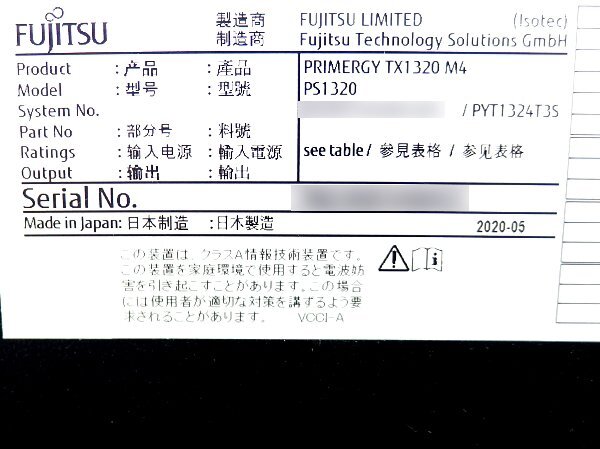 FUJITSU 製造商 FUJITSU LIMITED (Isotec)
制造商 Fujitsu Technology Solutions GmbH
Product : 产品 : 產品 PRIMERGY TX1320 M4
Model : 型号 : 型號 PS1320
System No. / PYT1324T3S
Part No : 部分号 : 料號
Ratings : 输入电源 : 輸入電源 see table / 参見表格 / 参见表格
Output : 输出 : 輸出
Serial No.
Made in Japan : 日本制造 : 日本製造 2020-05
この装置は、クラスA情報技術装置です。
この装置を家庭環境で使用すると電波妨
害を引き起こすことがあります。この場合
には使用者が適切な対策を講ずるよう要
求されることがあります。 VCCI-A